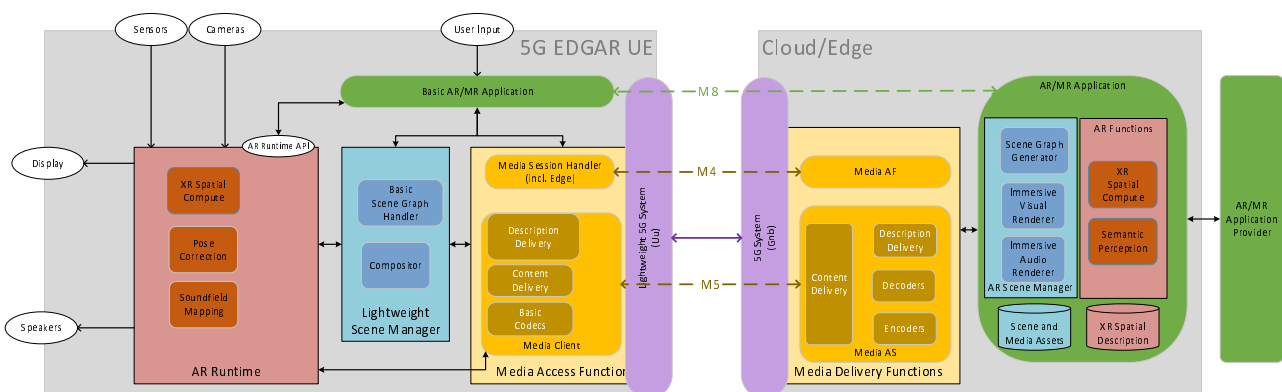 Sensors
Cameras
User Input
5G EDGAR UE
Cloud/Edge
Basic AR/MR Application
M8
AR/MR Application
AR Runtime API
Display
Speakers
XR Spatial
Compute
Pose
Correction
Soundfield
Mapping
AR Runtime
Basic
Scene Graph
Handler
Compositor
Lightweight
Scene Manager
Media Session Handler
(incl. Edge)
Description
Delivery
Content
Delivery
Basic
Codecs
Media Client
Media Access Function
Lightweight 5G System
(Uu)
M4
M5
5G System
(Gnb)
Media AF
Content
Delivery
Description
Delivery
Decoders
Encoders
Media AS
Media Delivery Functions
Scene Graph
Generator
Immersive
Visual
Renderer
Immersive
Audio
Renderer
AR Scene Manager
AR Functions
XR
Spatial
Compute
Semantic
Perception
Scene and
Media Assets
XR Spatial
Description
AR/MR
Application
Provider